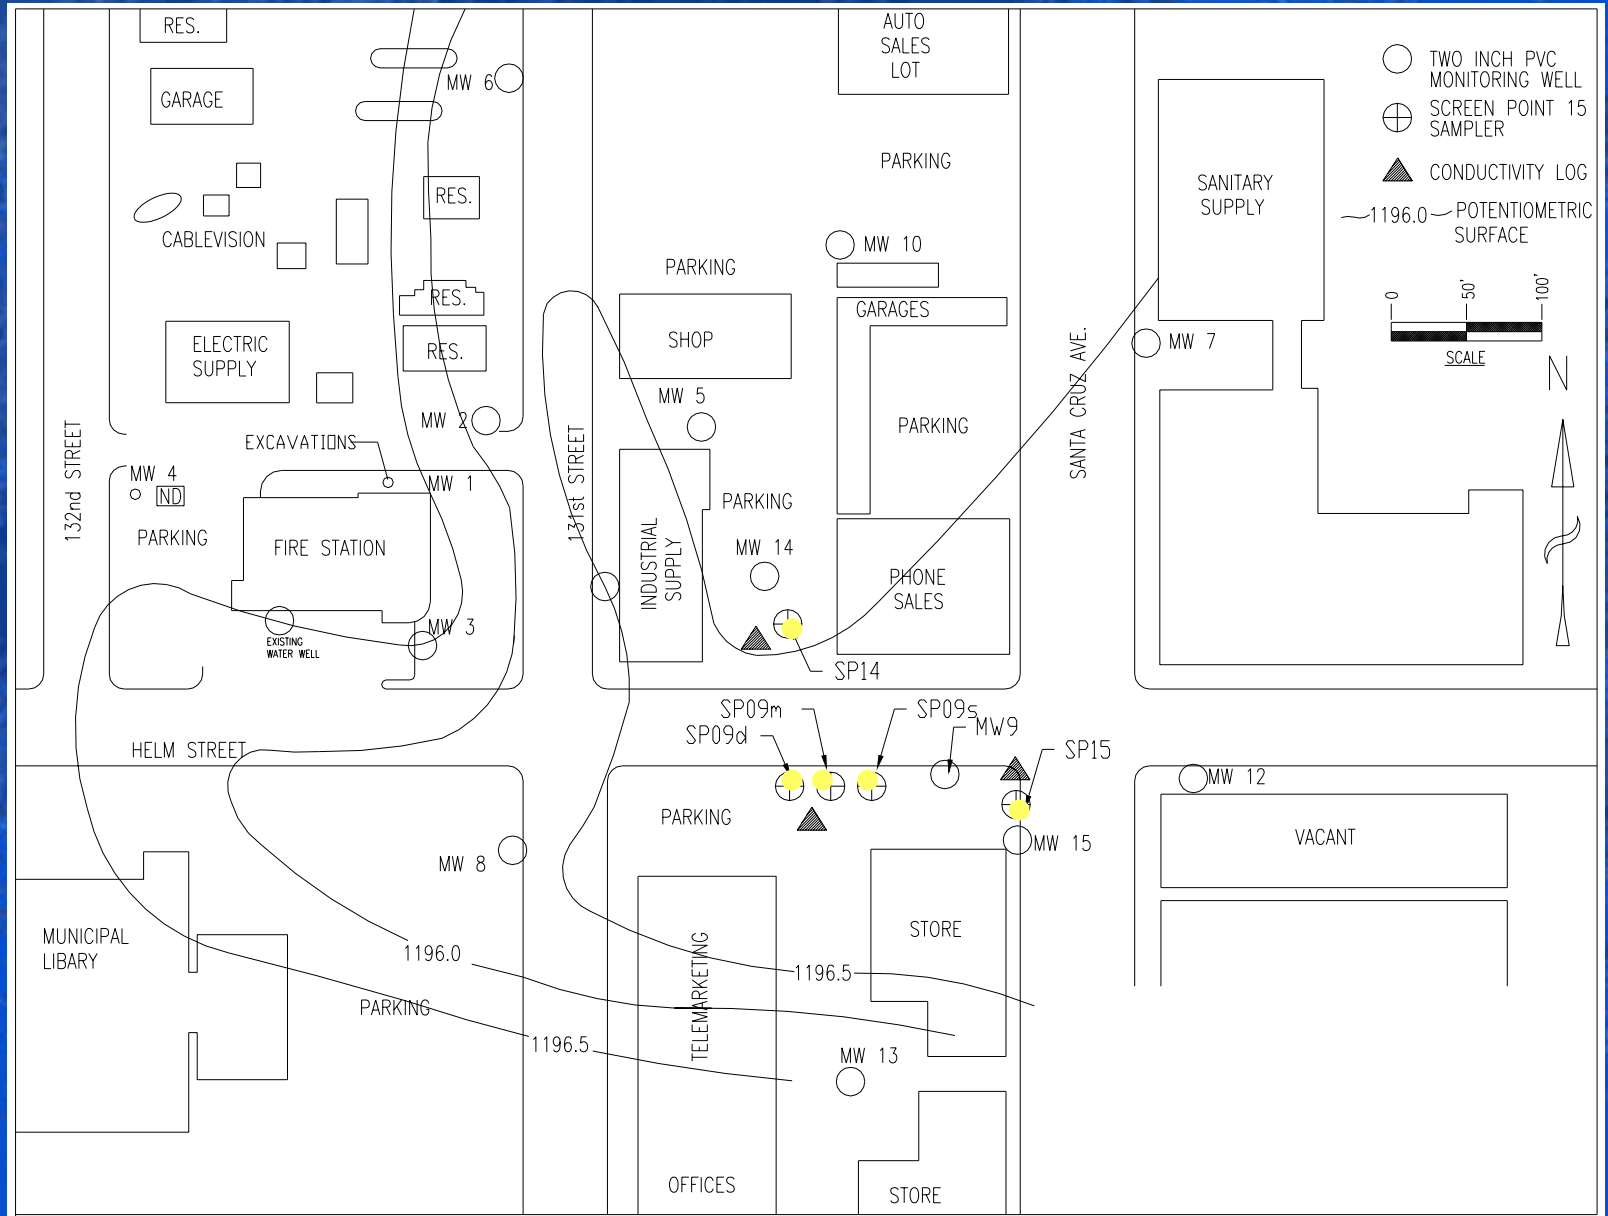 RES.
AUTO
SALES
LOT
TWO INCH PVC
MONITORING WELL
SCREEN POINT 15
SAMPLER
CONDUCTIVITY LOG
1196.0
POTENTIOMETRIC
SURFACE
0
50'
100'
SCALE
N
MW 6
GARAGE
PARKING
SANITARY
SUPPLY
RES.
CABLEVISION
MW 10
PARKING
RES.
GARAGES
ELECTRIC
SUPPLY
RES.
SHOP
MW 7
SANTA CRUZ AVE.
MW 5
MW 2
PARKING
EXCAVATIONS
132nd STREET
131st STREET
MW 4
ND
MW 1
PARKING
PARKING
FIRE STATION
INDUSTRIAL
SUPPLY
MW 14
PHONE
SALES
MW 3
EXISTING
WATER WELL
SP14
SP09m
SP09s
SP09d
MW9
SP15
HELM STREET
MW 12
PARKING
VACANT
MW 15
MW 8
STORE
MUNICIPAL
LIBARY
1196.0
TELEMARKETING
1196.5
PARKING
1196.5
MW 13
OFFICES
STORE